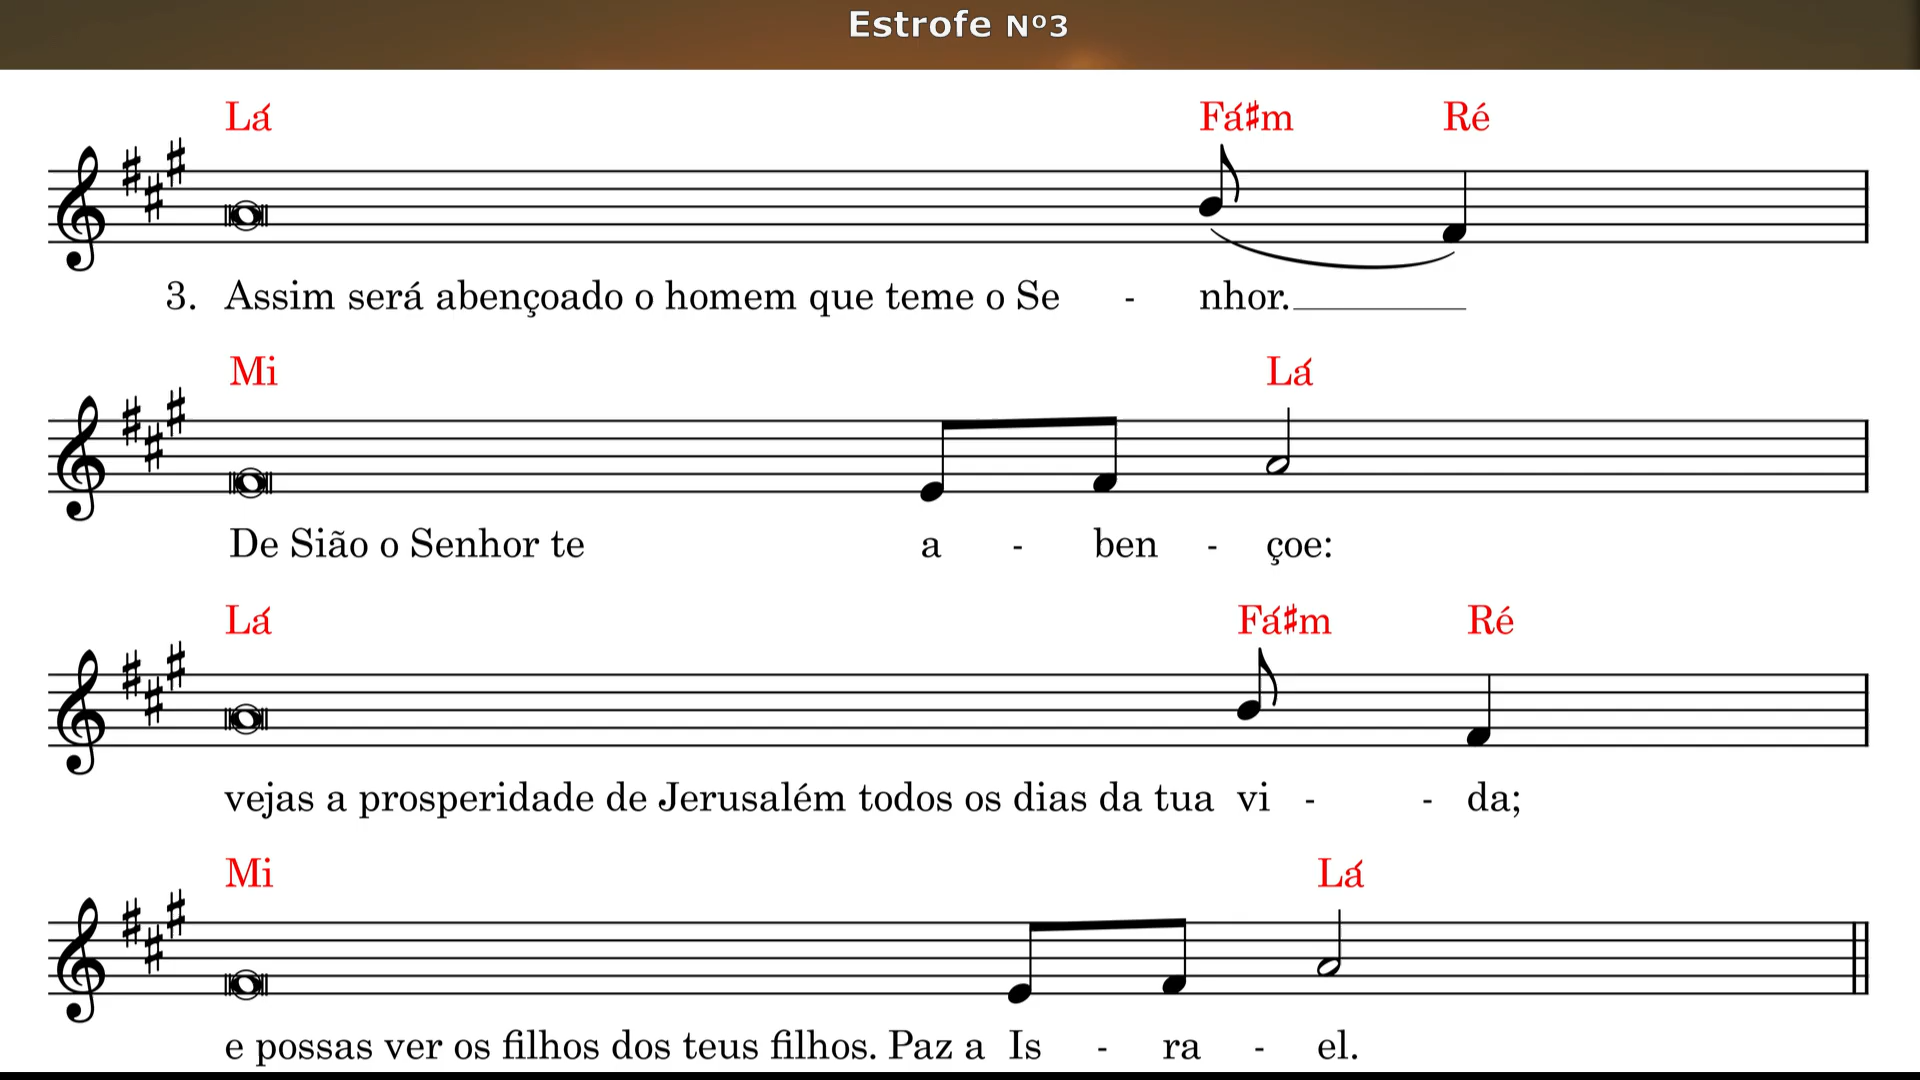 Estrofe Nº3
Lá Fá♯m Ré
3. Assim será abençoado o homem que teme o Se - nhor.
Mi Lá
De Sião o Senhor te a - ben - çoe:
Lá Fá♯m Ré
vejas a prosperidade de Jerusalém todos os dias da tua vi - - da;
Mi Lá
e possas ver os filhos dos teus filhos. Paz a Is - ra - el.